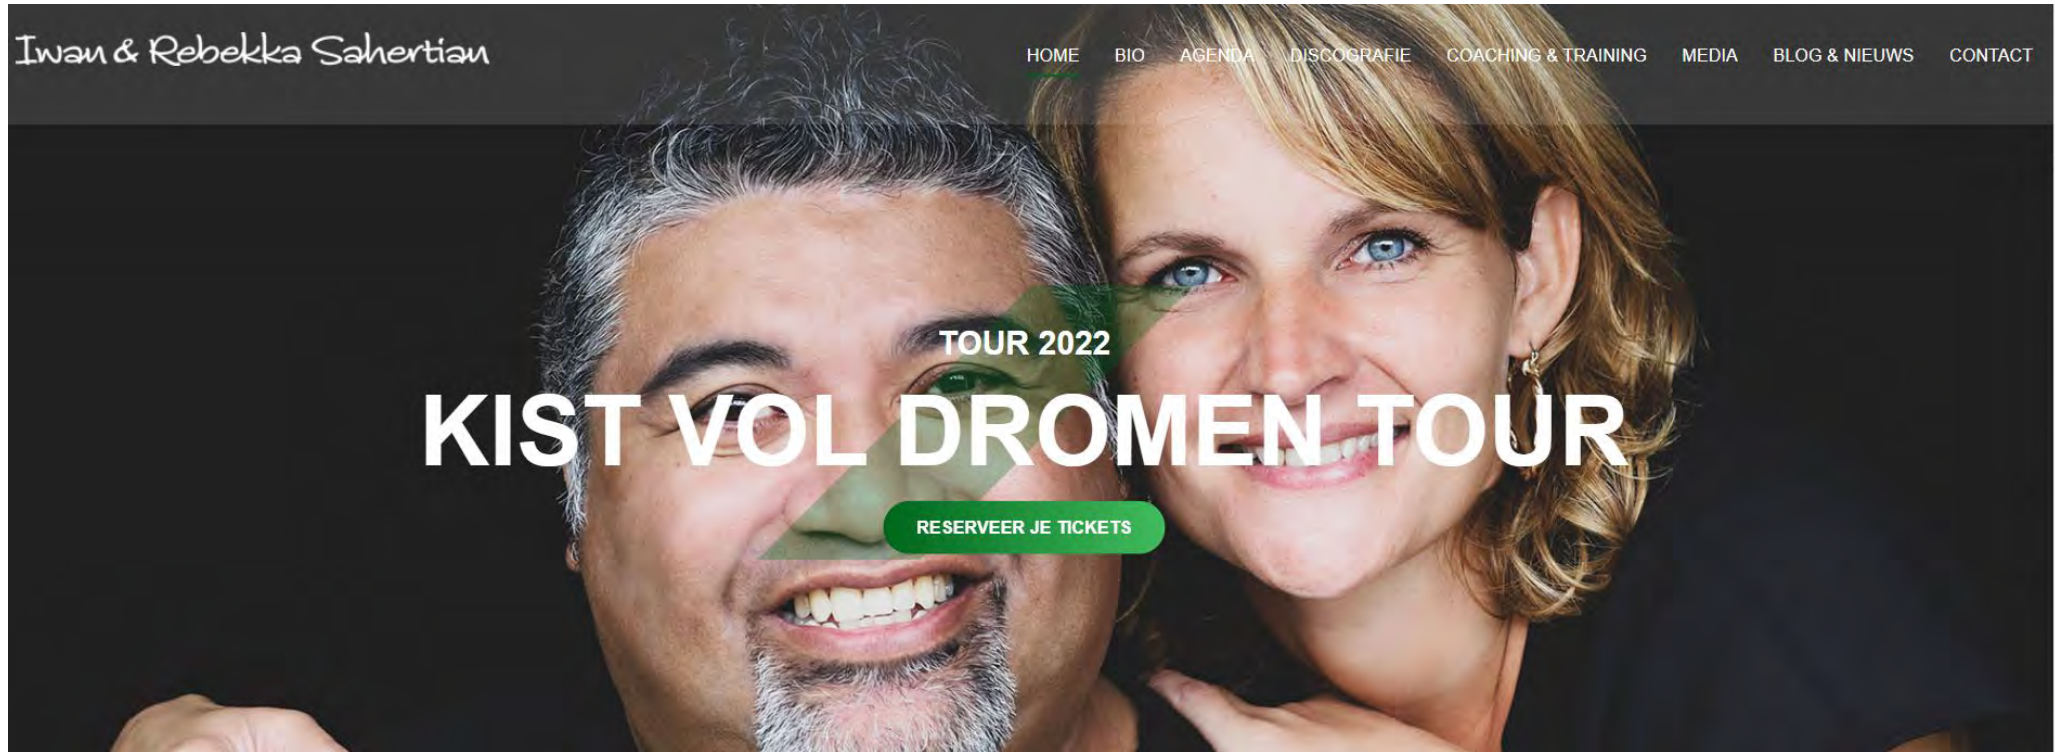 Iwan & Rebekka Sahertian
HOME BIO AGENDA DISCOGRAFIE COACHING & TRAINING MEDIA BLOG & NIEUWS CONTACT
TOUR 2022
KIST VOL DROMEN TOUR
RESERVEER JE TICKETS